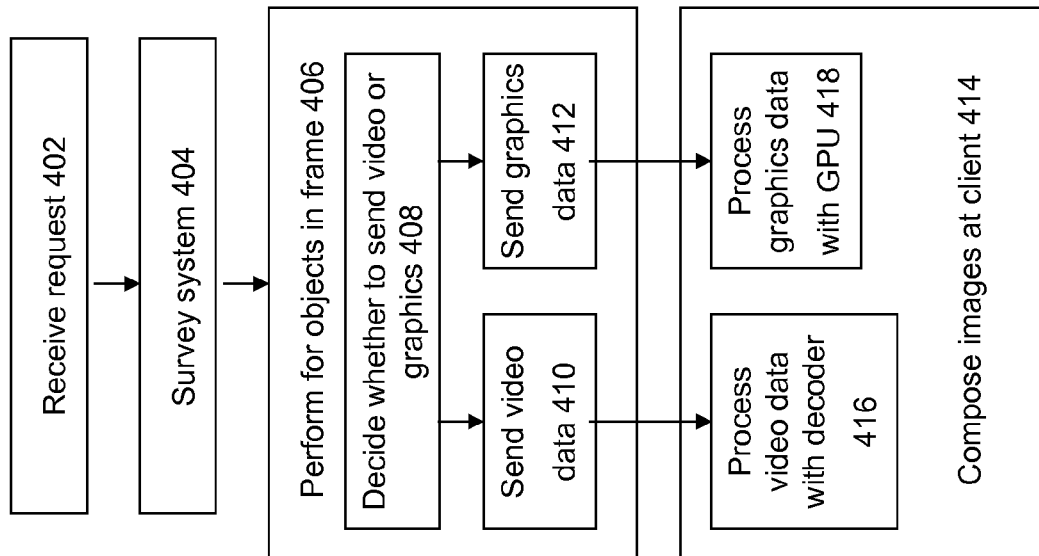 Receive request 402
Survey system 404
Perform for objects in frame 406
Decide whether to send video or
graphics 408
Send video
data 410
Send graphics
data 412
Process
video data
with decoder
416
Process
graphics data
with GPU 418
Compose images at client 414